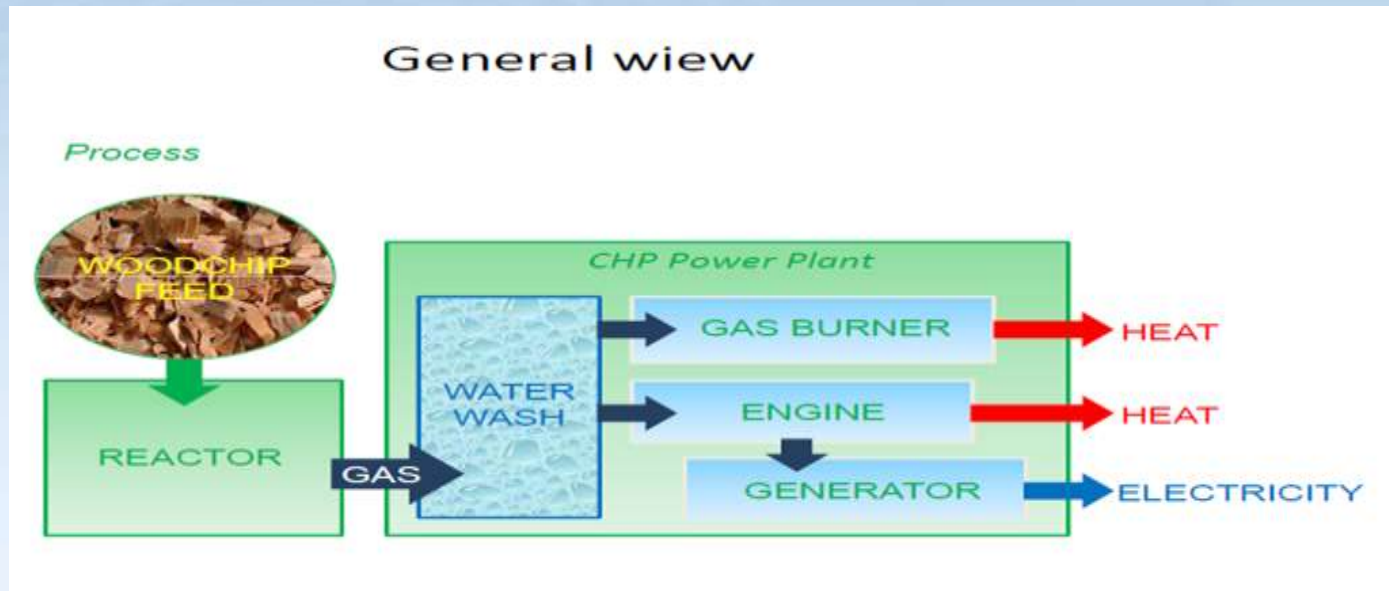 General wiew
Process
WOODCHIP
FEED
CHP Power Plant
GAS BURNER
HEAT
WATER
WASH
ENGINE
HEAT
REACTOR
GAS
GENERATOR
ELECTRICITY